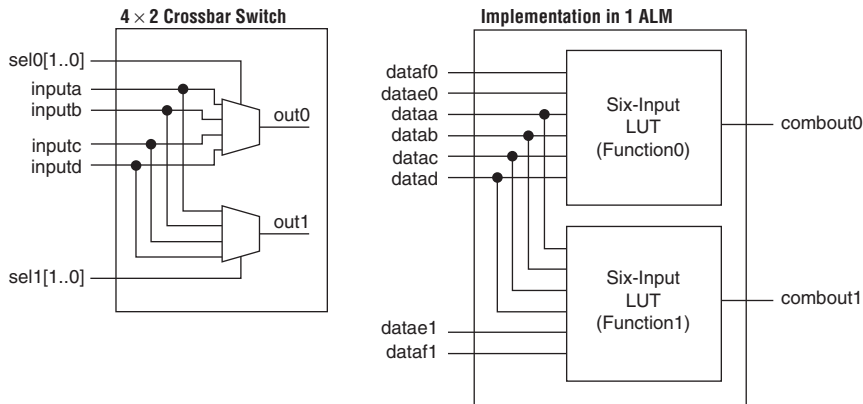 4 × 2 Crossbar Switch
sel0[1..0]
inputa
inputb
inputc
inputd
out0
out1
sel1[1..0]
Implementation in 1 ALM
dataf0
datae0
dataa
datab
datac
datad
Six-Input
LUT
(Function0)
combout0
Six-Input
LUT
(Function1)
combout1
datae1
dataf1